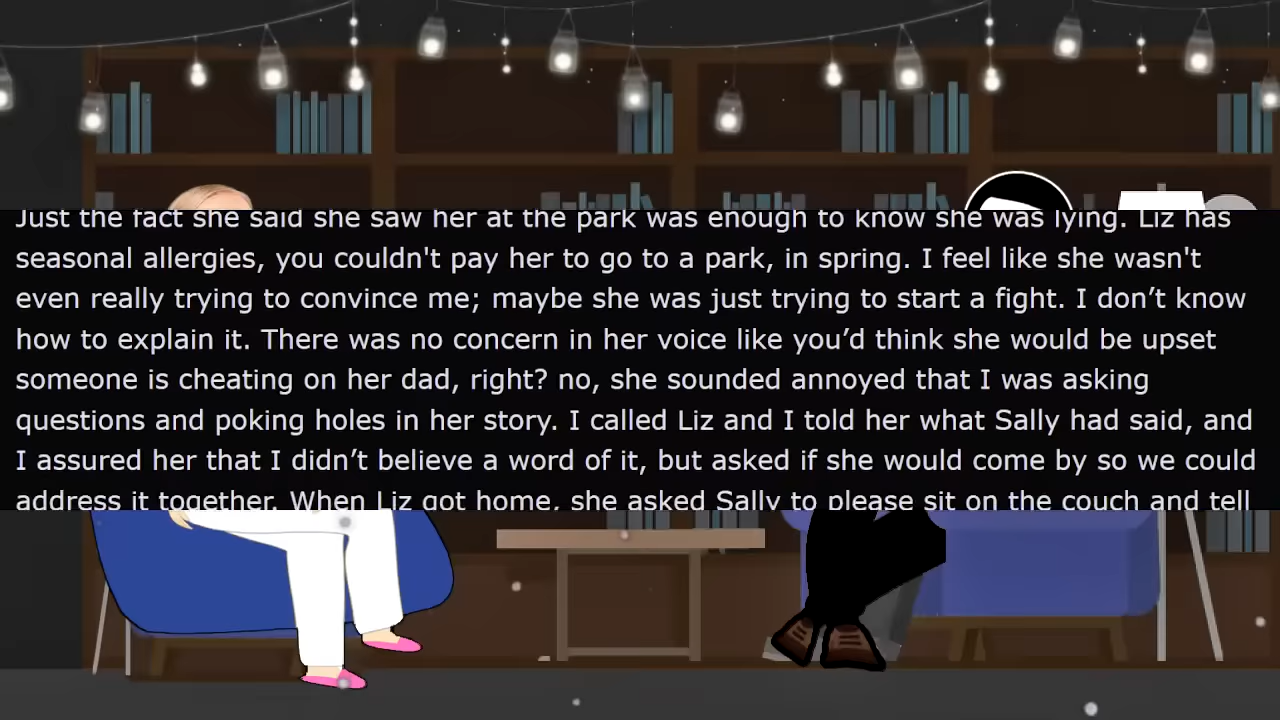 Just the fact she said she saw her at the park was enough to know she was lying. Liz has
seasonal allergies, you couldn't pay her to go to a park, in spring. I feel like she wasn't
even really trying to convince me; maybe she was just trying to start a fight. I don’t know
how to explain it. There was no concern in her voice like you’d think she would be upset
someone is cheating on her dad, right? no, she sounded annoyed that I was asking
questions and poking holes in her story. I called Liz and I told her what Sally had said, and
I assured her that I didn’t believe a word of it, but asked if she would come by so we could
address it together. When Liz got home, she asked Sally to please sit on the couch and tell